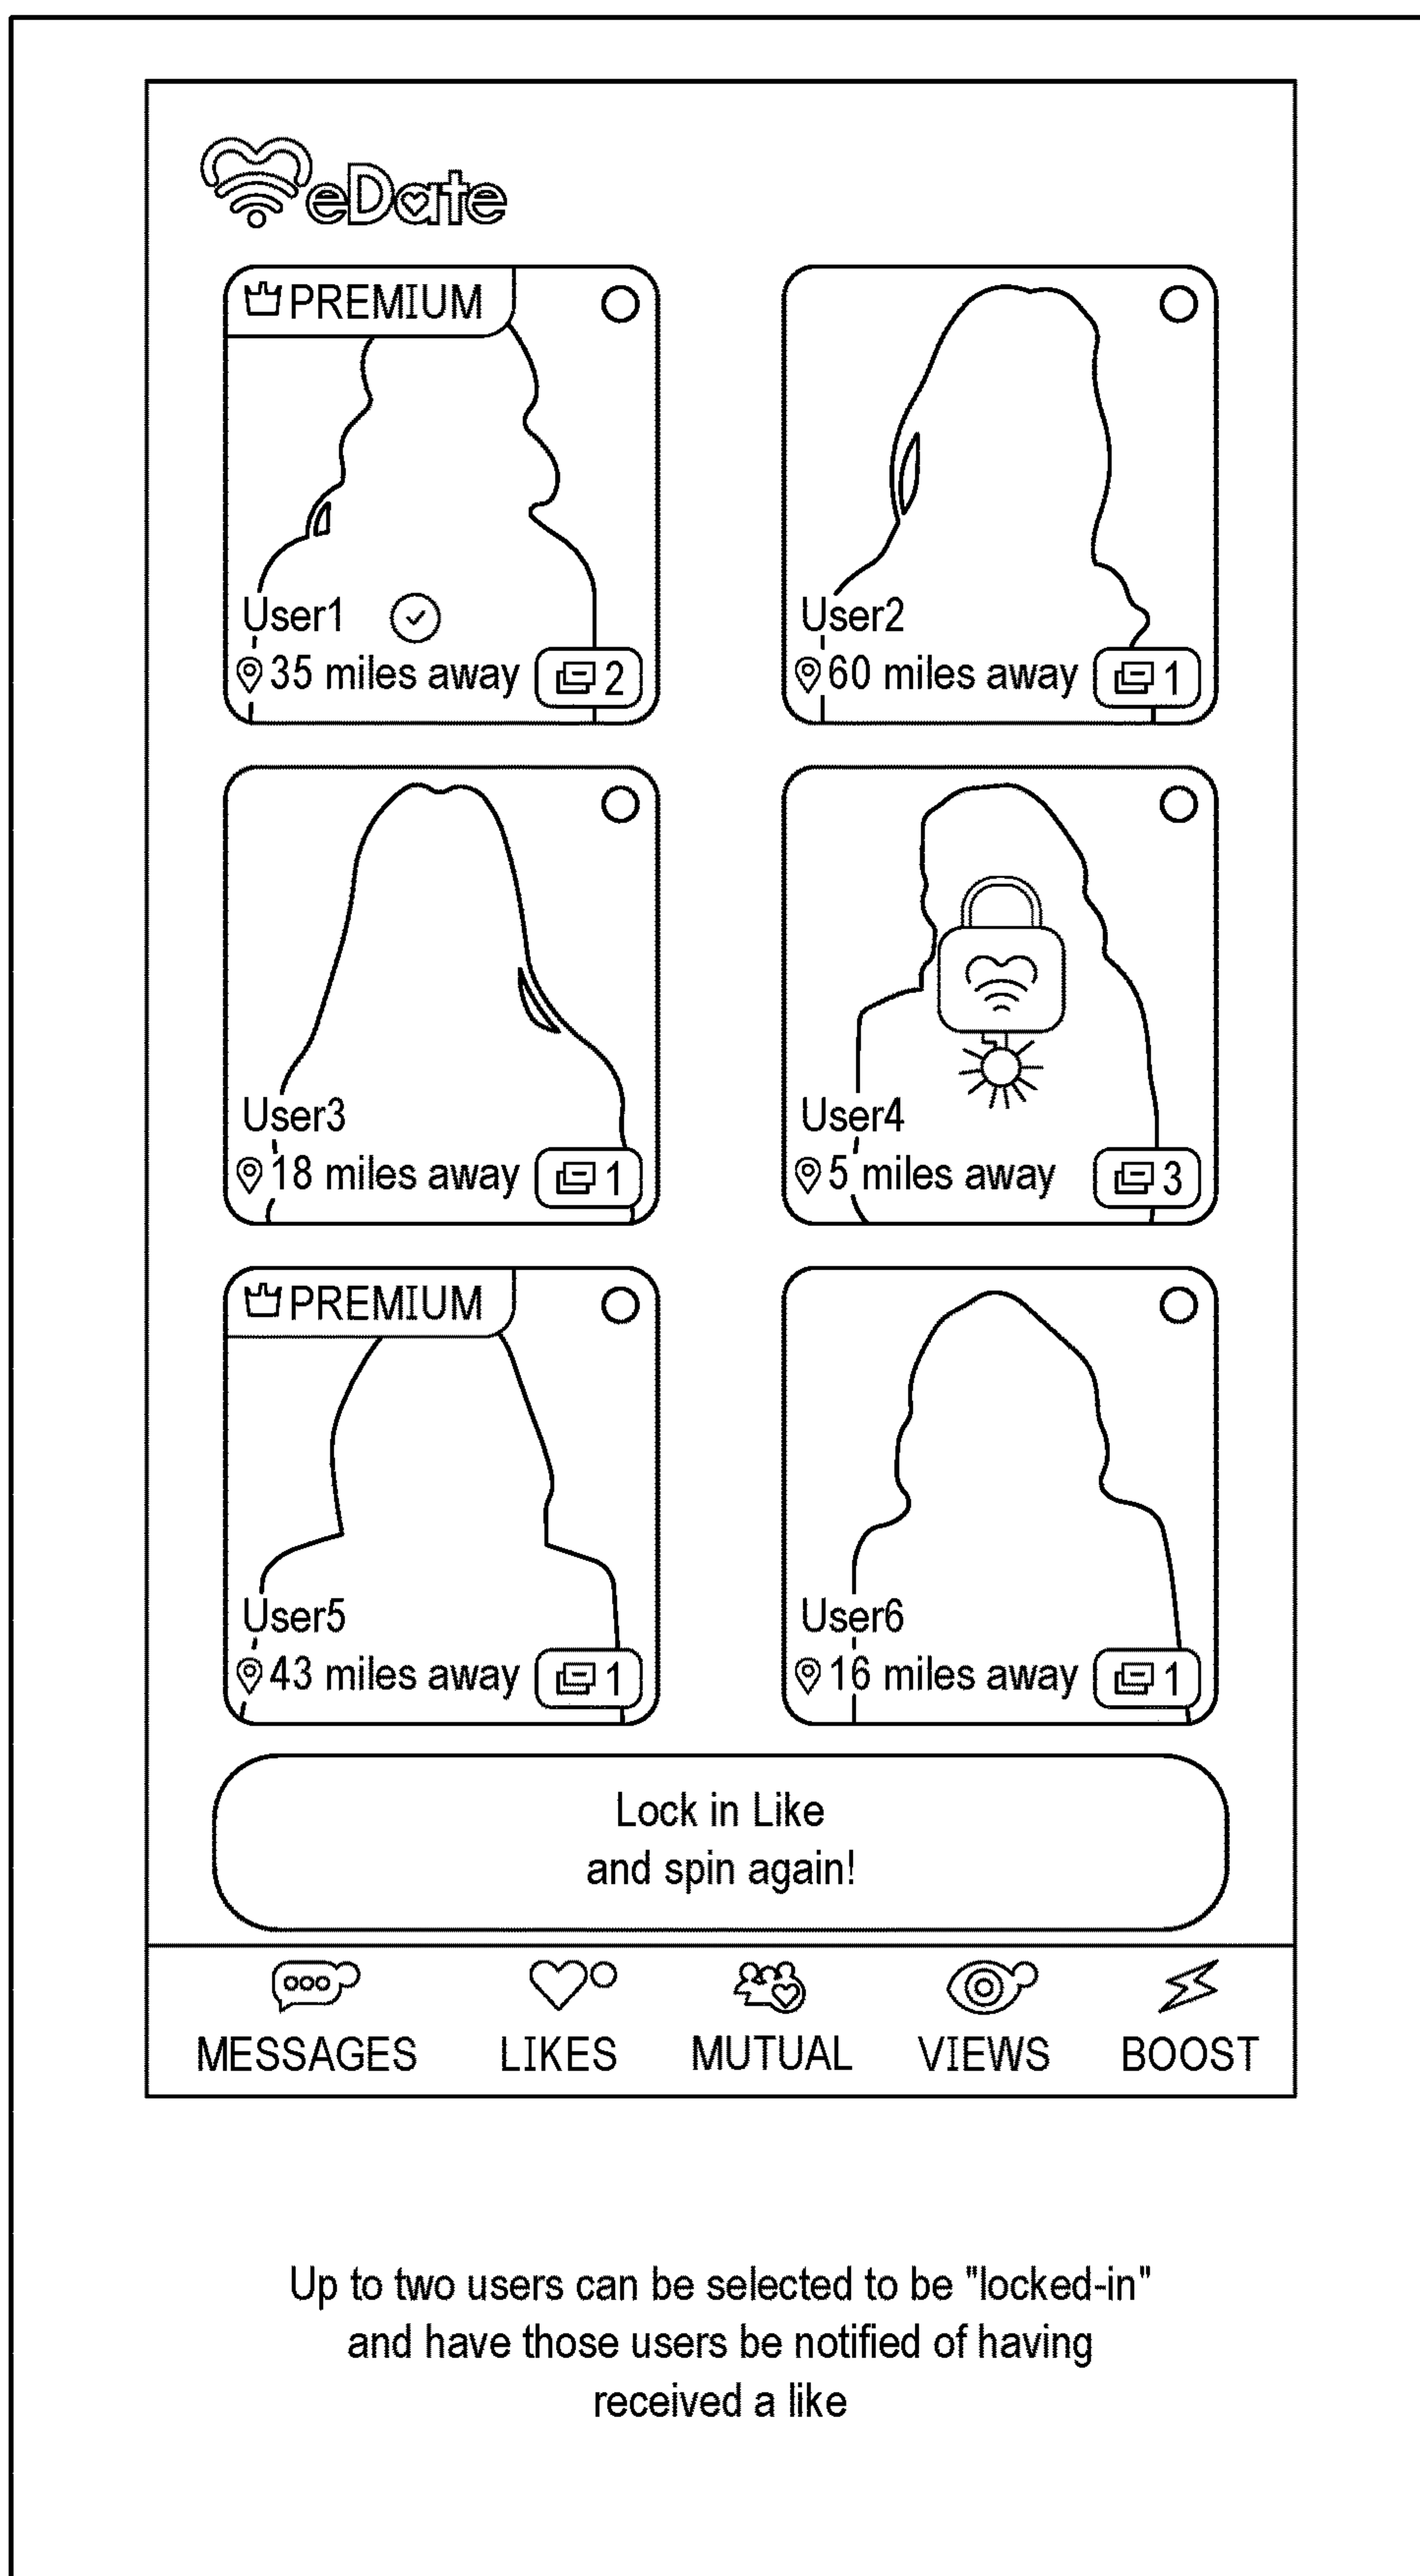 eDate
PREMIUM
User1
35 miles away 2
User2
60 miles away 1
User3
18 miles away 1
User4
5 miles away 3
PREMIUM
User5
43 miles away 1
User6
16 miles away 1
Lock in Like
and spin again!
MESSAGES LIKES MUTUAL VIEWS BOOST
Up to two users can be selected to be "locked-in"
and have those users be notified of having
received a like